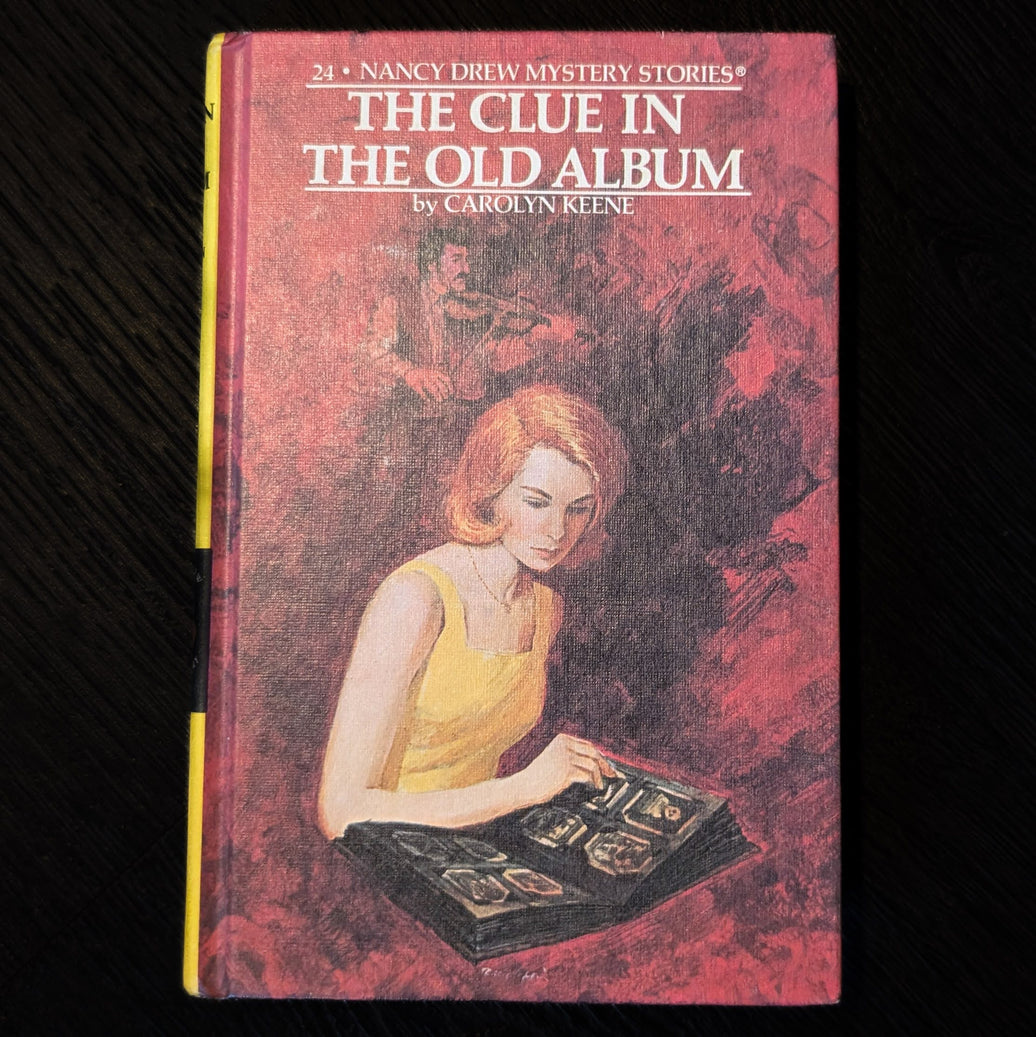 24 • NANCY DREW MYSTERY STORIES®
THE CLUE IN
THE OLD ALBUM
by CAROLYN KEENE